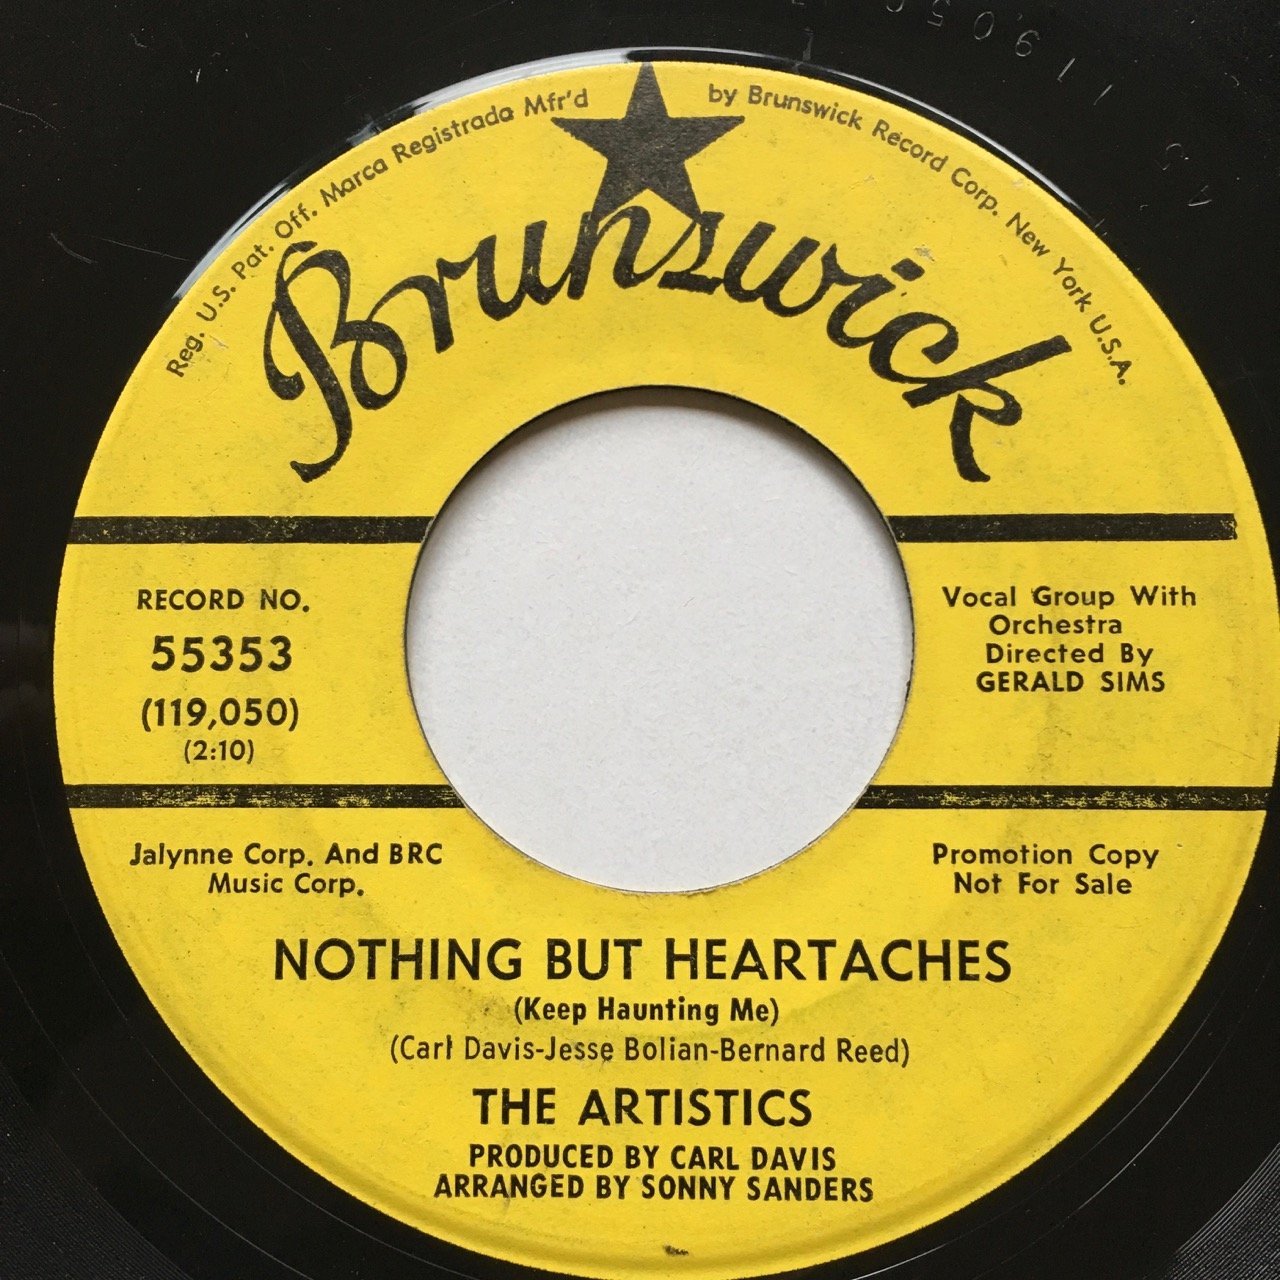 Reg. U.S. Pat. Off. Marca Registrada Mfr'd by Brunswick Record Corp. New York U.S.A.
Brunswick
RECORD NO.
55353
(119,050)
(2:10)
Vocal Group With
Orchestra
Directed By
GERALD SIMS
Jalynne Corp. And BRC
Music Corp.
Promotion Copy
Not For Sale
NOTHING BUT HEARTACHES
(Keep Haunting Me)
(Carl Davis-Jesse Bolian-Bernard Reed)
THE ARTISTICS
PRODUCED BY CARL DAVIS
ARRANGED BY SONNY SANDERS